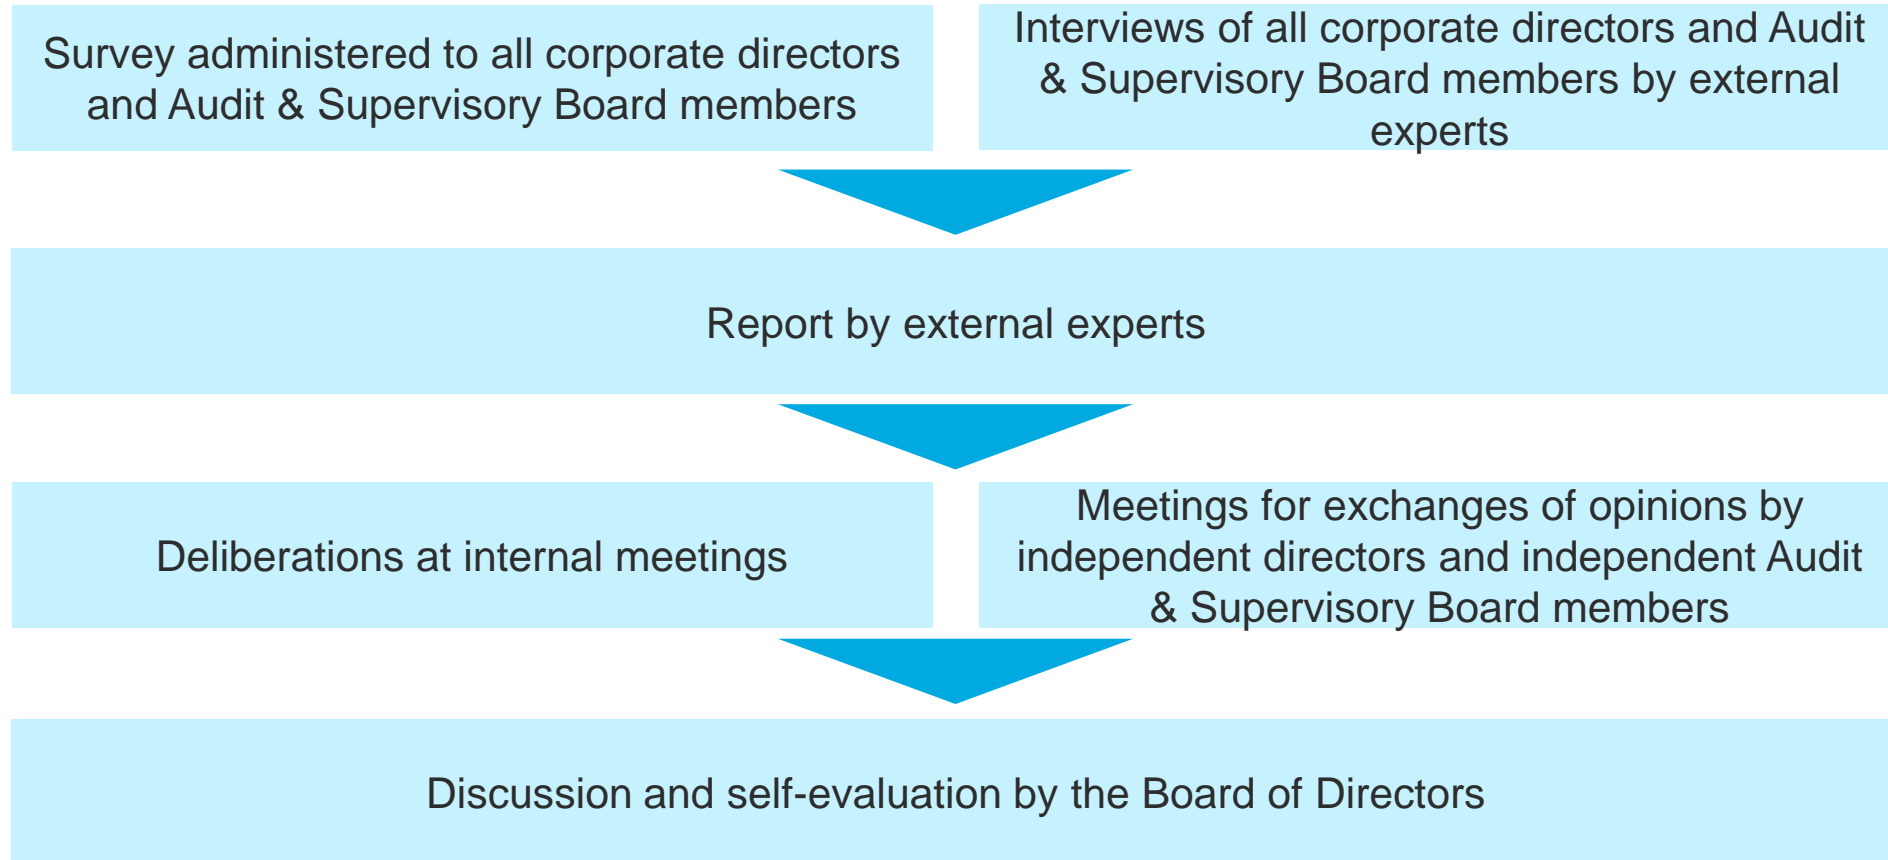 Survey administered to all corporate directors
and Audit & Supervisory Board members
Interviews of all corporate directors and Audit
& Supervisory Board members by external
experts
Report by external experts
Deliberations at internal meetings
Meetings for exchanges of opinions by
independent directors and independent Audit
& Supervisory Board members
Discussion and self-evaluation by the Board of Directors